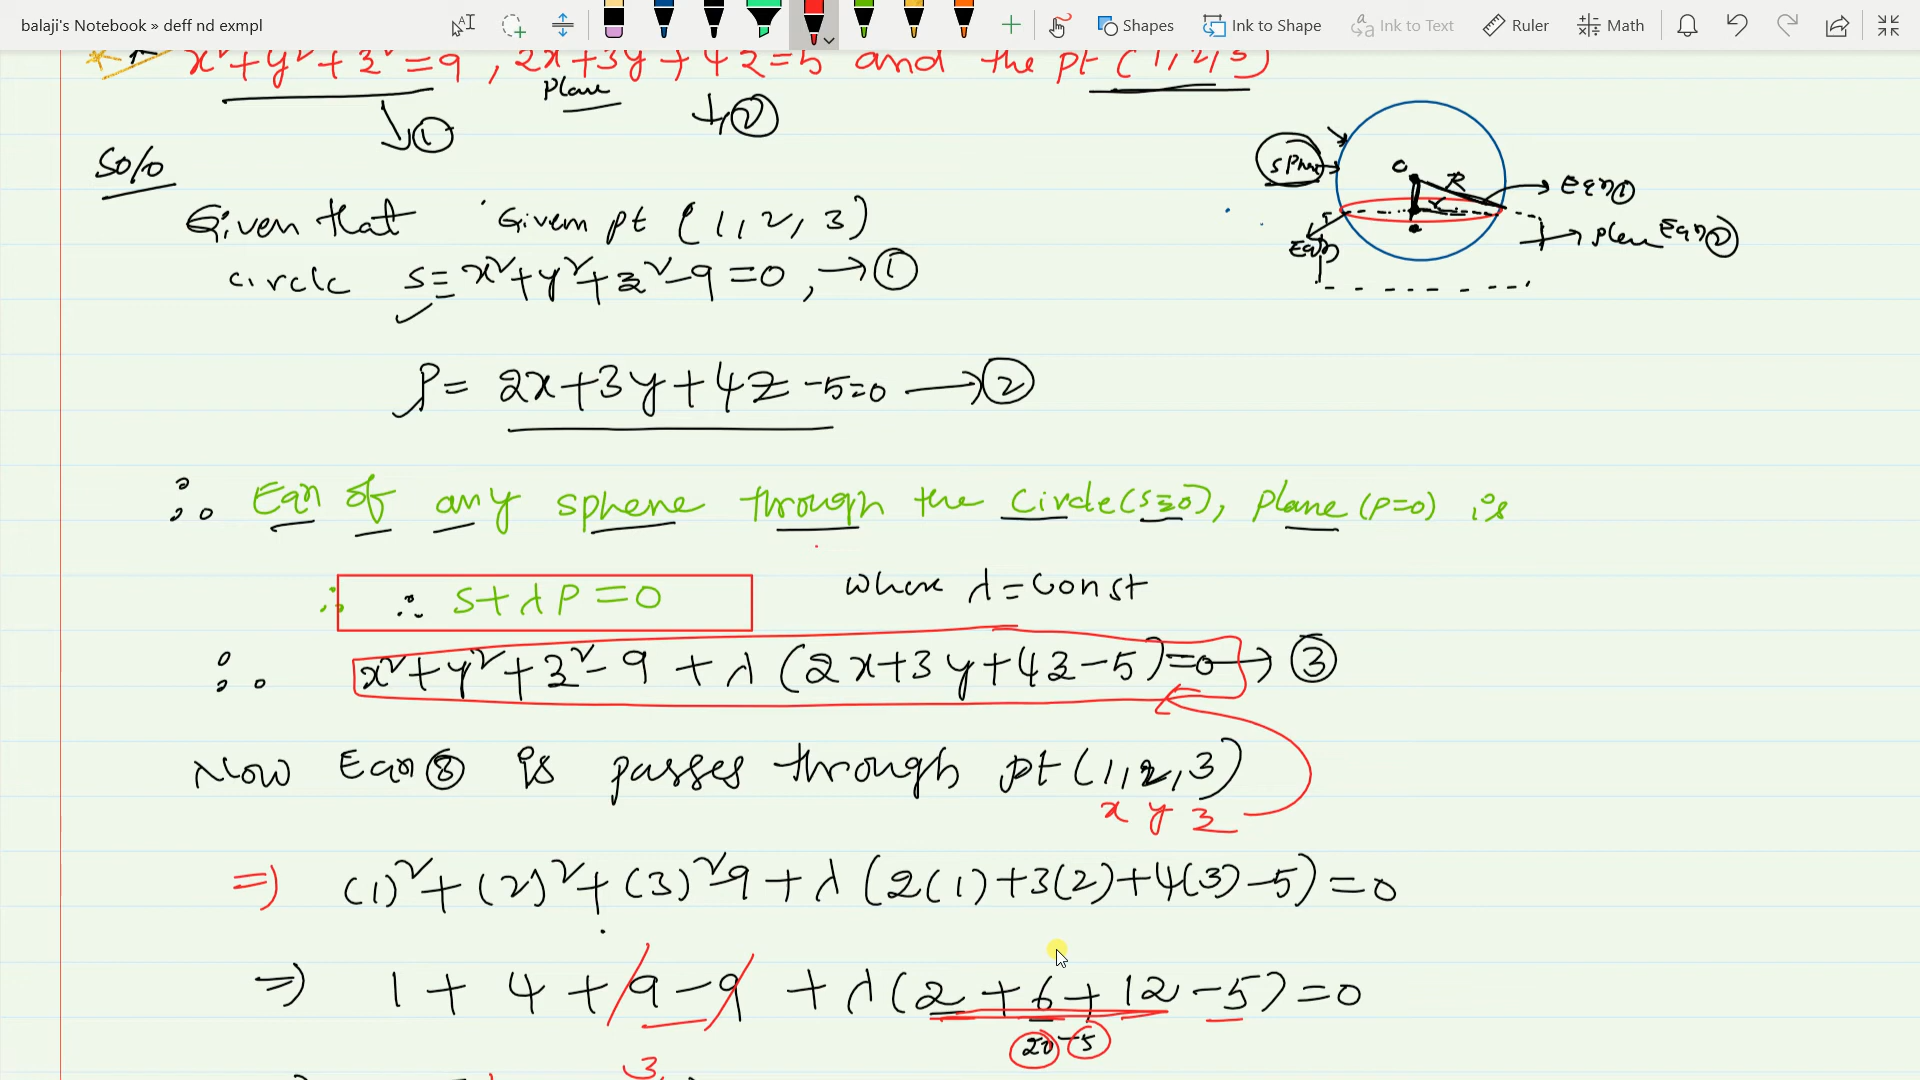 balaji's Notebook » deff nd exmpl
Shapes Ink to Shape Ink to Text Ruler Math
x²+y²+z²=9, 2x+3y+4z=5 and the pt (1,2,3)
Plane
① ②
Solo
Given that Given pt (1,2,3)
circle S≡x²+y²+z²-9=0, →①
P= 2x+3y+4z-5=0 →②
O R r
Eqn①
Plan Eqn②
Eqn
∴ Eqn of any sphere through the Circle(S≡0), Plane (P=0) is
∴ ∴ S+λP=0 where λ=Const
∴ x²+y²+z²-9+λ(2x+3y+4z-5)=0→③
Now Eqn③ is passes through pt(1,2,3)
x y z
⇒ (1)²+(2)²+(3)²-9+λ(2(1)+3(2)+4(3)-5)=0
⇒ 1+4+9-9+λ(2+6+12-5)=0
20-5
3